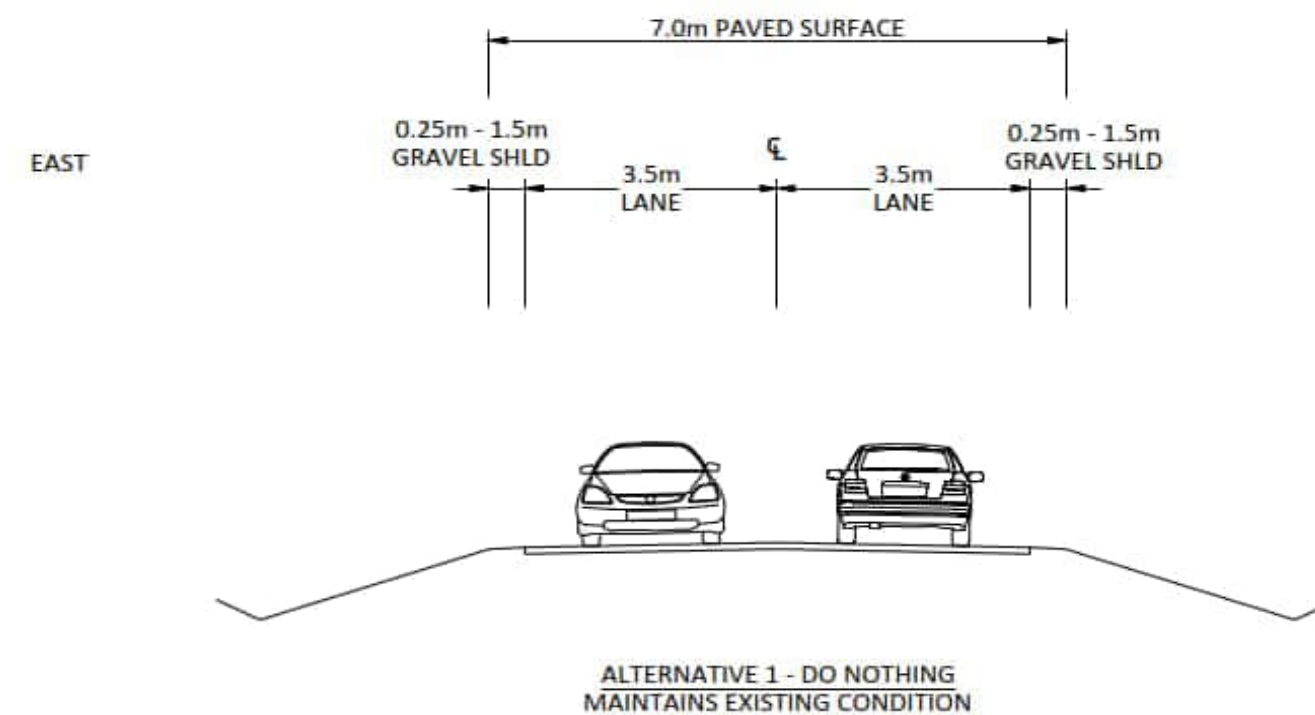 7.0m PAVED SURFACE
0.25m - 1.5m
GRAVEL SHLD
EAST
3.5m
LANE
℄
3.5m
LANE
0.25m - 1.5m
GRAVEL SHLD
ALTERNATIVE 1 - DO NOTHING
MAINTAINS EXISTING CONDITION